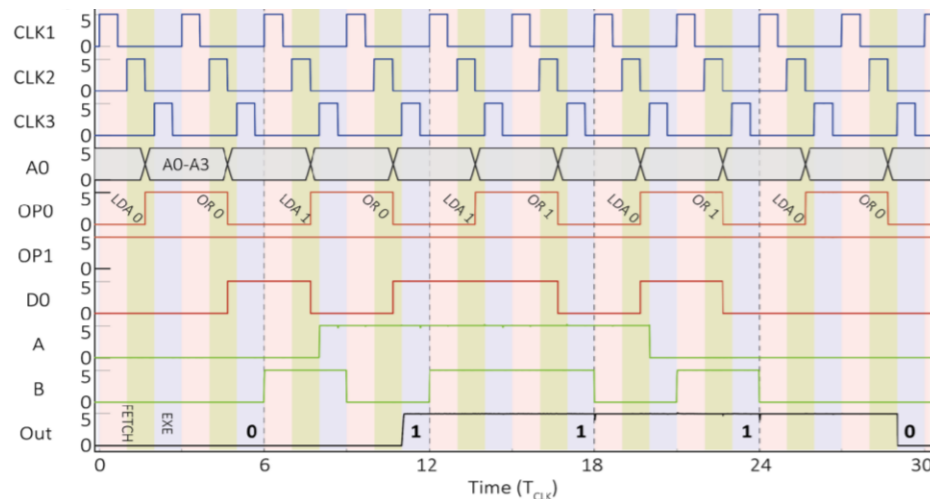 CLK1 5 0
CLK2 5 0
CLK3 5 0
A0 5 0 A0-A3
OP0 5 0 LDA 0 OR 0 LDA 1 OR 0 LDA 1 OR 1 LDA 0 OR 1 LDA 0 OR 0
OP1 5 0
D0 5 0
A 5 0
B 5 0
Out 5 0 FETCH EXE 0 1 1 1 0
0 6 12 18 24 30
Time (T_CLK)